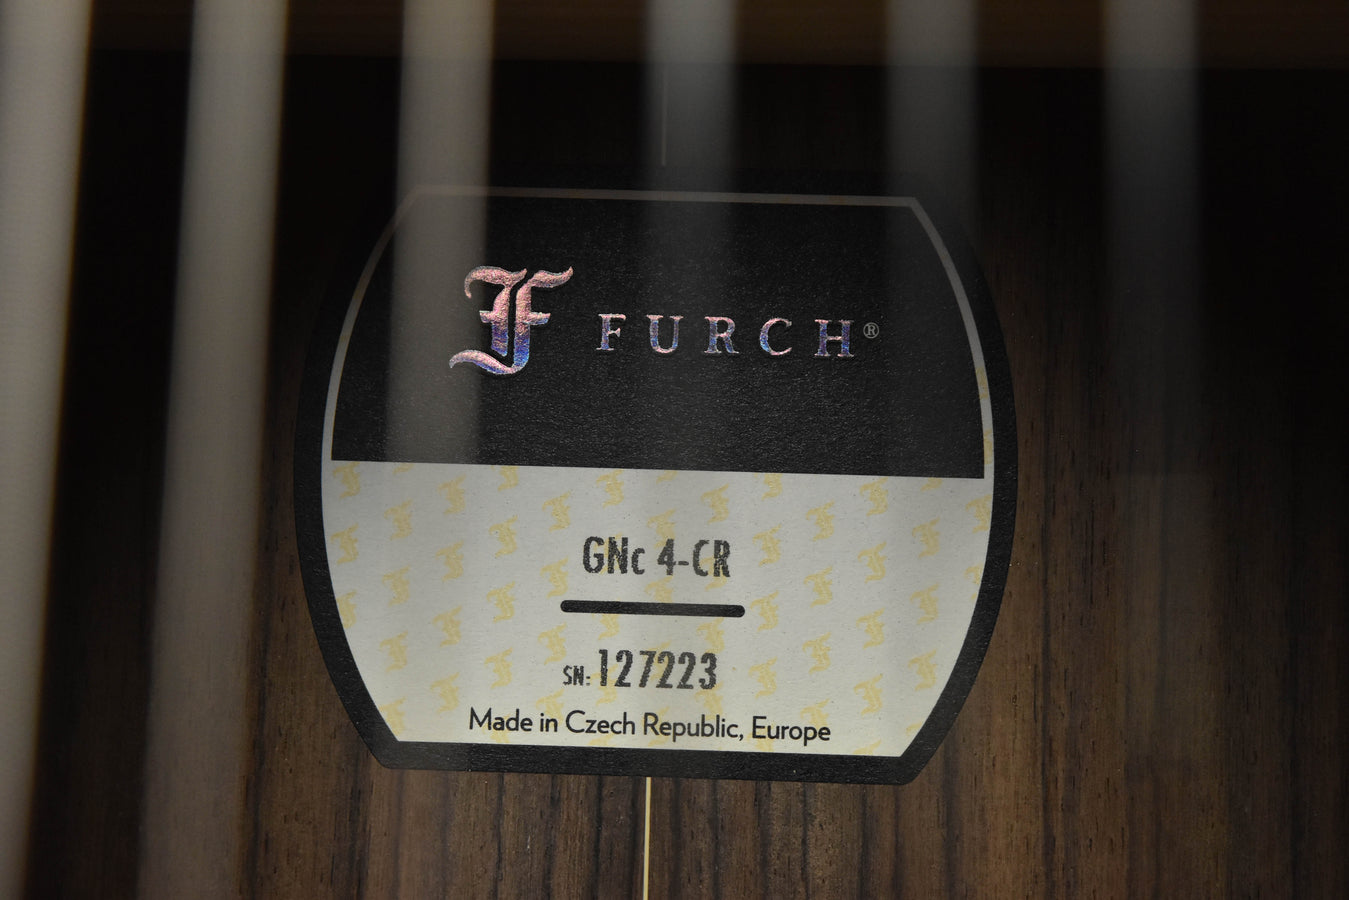 F FURCH®
GNc 4-CR
SN: 127223
Made in Czech Republic, Europe